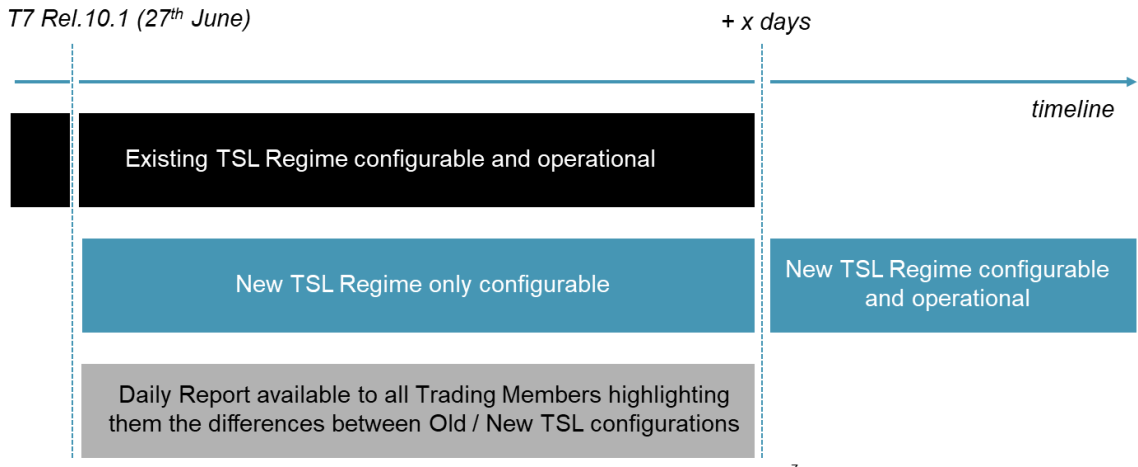 T7 Rel.10.1 (27th June)
+ x days
timeline
Existing TSL Regime configurable and operational
New TSL Regime only configurable
New TSL Regime configurable
and operational
Daily Report available to all Trading Members highlighting
them the differences between Old / New TSL configurations